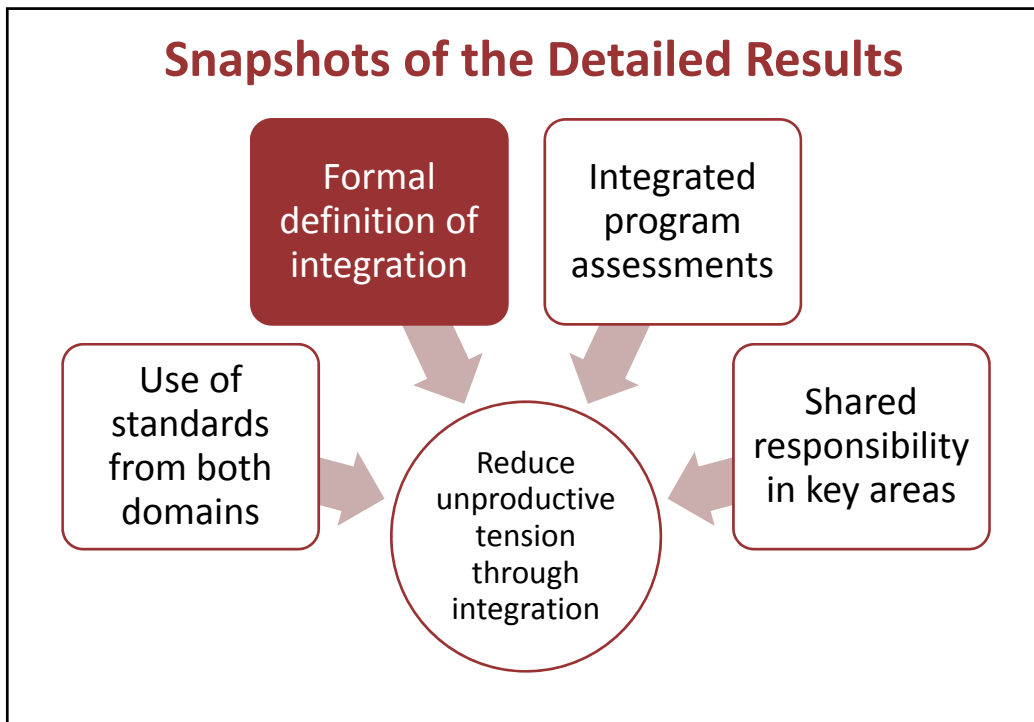 Snapshots of the Detailed Results
Formal
definition of
integration
Integrated
program
assessments
Use of
standards
from both
domains
Shared
responsibility
in key areas
Reduce
unproductive
tension
through
integration